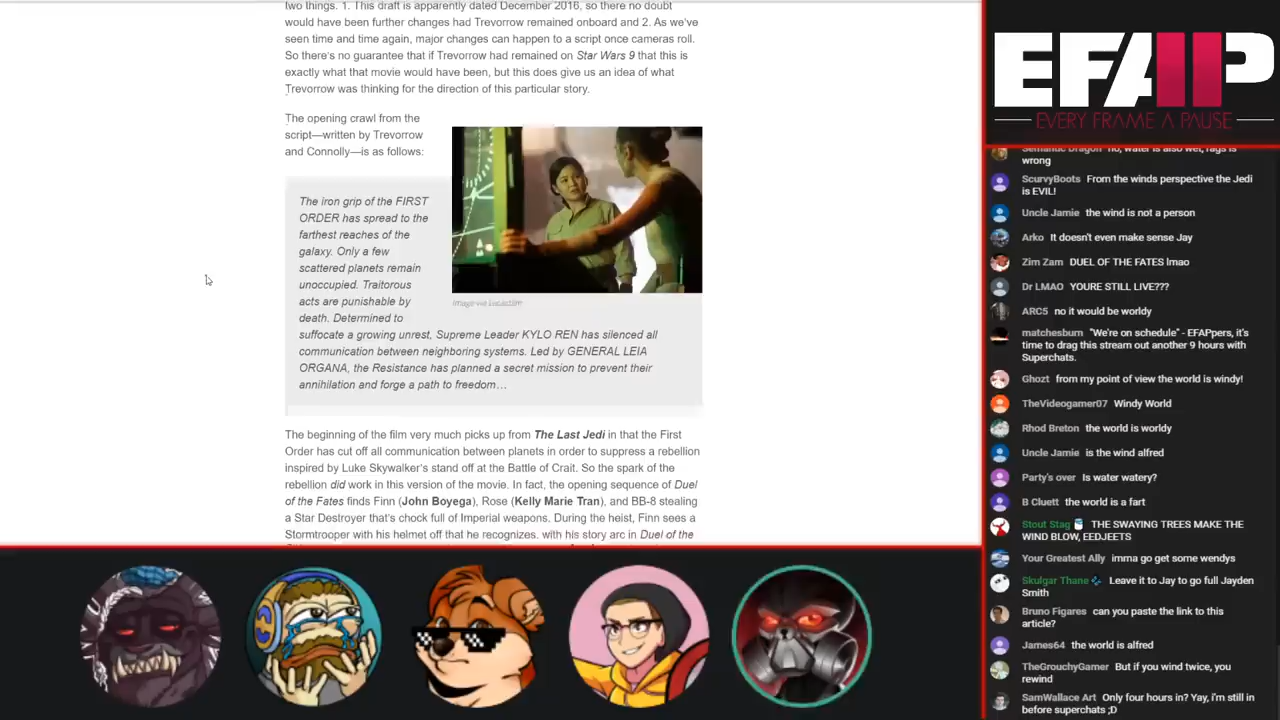 two things. 1. This draft is apparently dated December 2016, so there no doubt
would have been further changes had Trevorrow remained onboard and 2. As we've
seen time and time again, major changes can happen to a script once cameras roll.
So there's no guarantee that if Trevorrow had remained on Star Wars 9 that this is
exactly what that movie would have been, but this does give us an idea of what
Trevorrow was thinking for the direction of this particular story.
The opening crawl from the
script—written by Trevorrow
and Connolly—is as follows:
The iron grip of the FIRST
ORDER has spread to the
farthest reaches of the
galaxy. Only a few
scattered planets remain
unoccupied. Traitorous
acts are punishable by
death. Determined to
suffocate a growing unrest, Supreme Leader KYLO REN has silenced all
communication between neighboring systems. Led by GENERAL LEIA
ORGANA, the Resistance has planned a secret mission to prevent their
annihilation and forge a path to freedom…
Image via Lucasfilm
The beginning of the film very much picks up from The Last Jedi in that the First
Order has cut off all communication between planets in order to suppress a rebellion
inspired by Luke Skywalker's stand off at the Battle of Crait. So the spark of the
rebellion did work in this version of the movie. In fact, the opening sequence of Duel
of the Fates finds Finn (John Boyega), Rose (Kelly Marie Tran), and BB-8 stealing
a Star Destroyer that's chock full of Imperial weapons. During the heist, Finn sees a
Stormtrooper with his helmet off that he recognizes. with his story arc in Duel of the
EFAP
EVERY FRAME A PAUSE
Semantic Dragon no, water is also wet, rags is
wrong
ScurvyBoots From the winds perspective the Jedi
is EVIL!
Uncle Jamie the wind is not a person
Arko It doesn't even make sense Jay
Zim Zam DUEL OF THE FATES lmao
Dr LMAO YOURE STILL LIVE???
ARC5 no it would be worldy
matchesburn "We're on schedule" - EFAPpers, it's
time to drag this stream out another 9 hours with
Superchats.
Ghozt from my point of view the world is windy!
TheVideogamer07 Windy World
Rhod Breton the world is worldy
Uncle Jamie is the wind alfred
Party's over Is water watery?
B Cluett the world is a fart
Stout Stag THE SWAYING TREES MAKE THE
WIND BLOW, EEDJEETS
Your Greatest Ally imma go get some wendys
Skulgar Thane Leave it to Jay to go full Jayden
Smith
Bruno Figares can you paste the link to this
article?
James64 the world is alfred
TheGrouchyGamer But if you wind twice, you
rewind
SamWallace Art Only four hours in? Yay, i'm still in
before superchats ;D